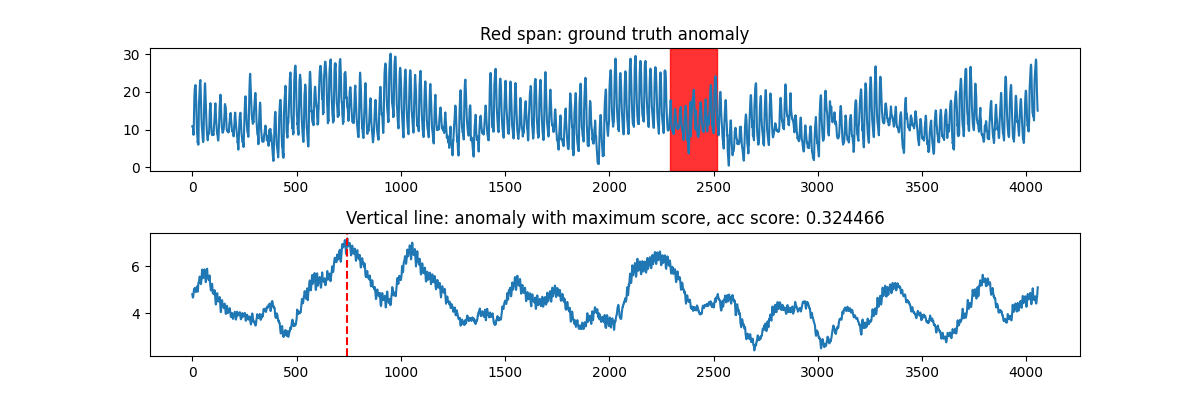 Red span: ground truth anomaly
30
20
10
0
0 500 1000 1500 2000 2500 3000 3500 4000
Vertical line: anomaly with maximum score, acc score: 0.324466
6
4
0 500 1000 1500 2000 2500 3000 3500 4000